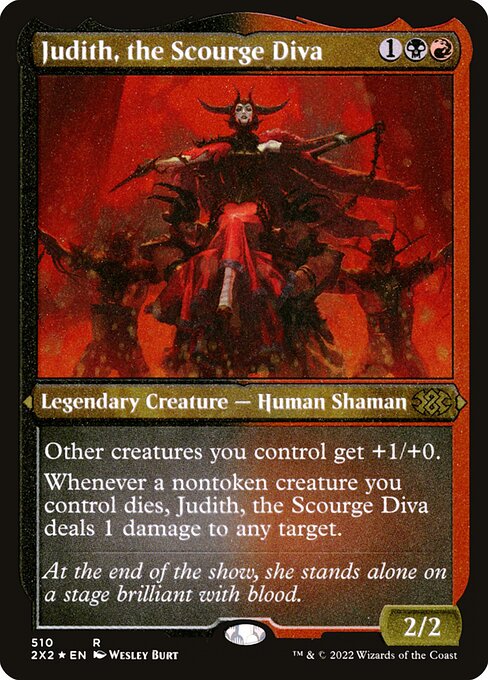 Judith, the Scourge Diva 1
Legendary Creature — Human Shaman
Other creatures you control get +1/+0.
Whenever a nontoken creature you
control dies, Judith, the Scourge Diva
deals 1 damage to any target.
At the end of the show, she stands alone on
a stage brilliant with blood.
2/2
510 R
2X2 ★ EN Wesley Burt
™ & © 2022 Wizards of the Coast